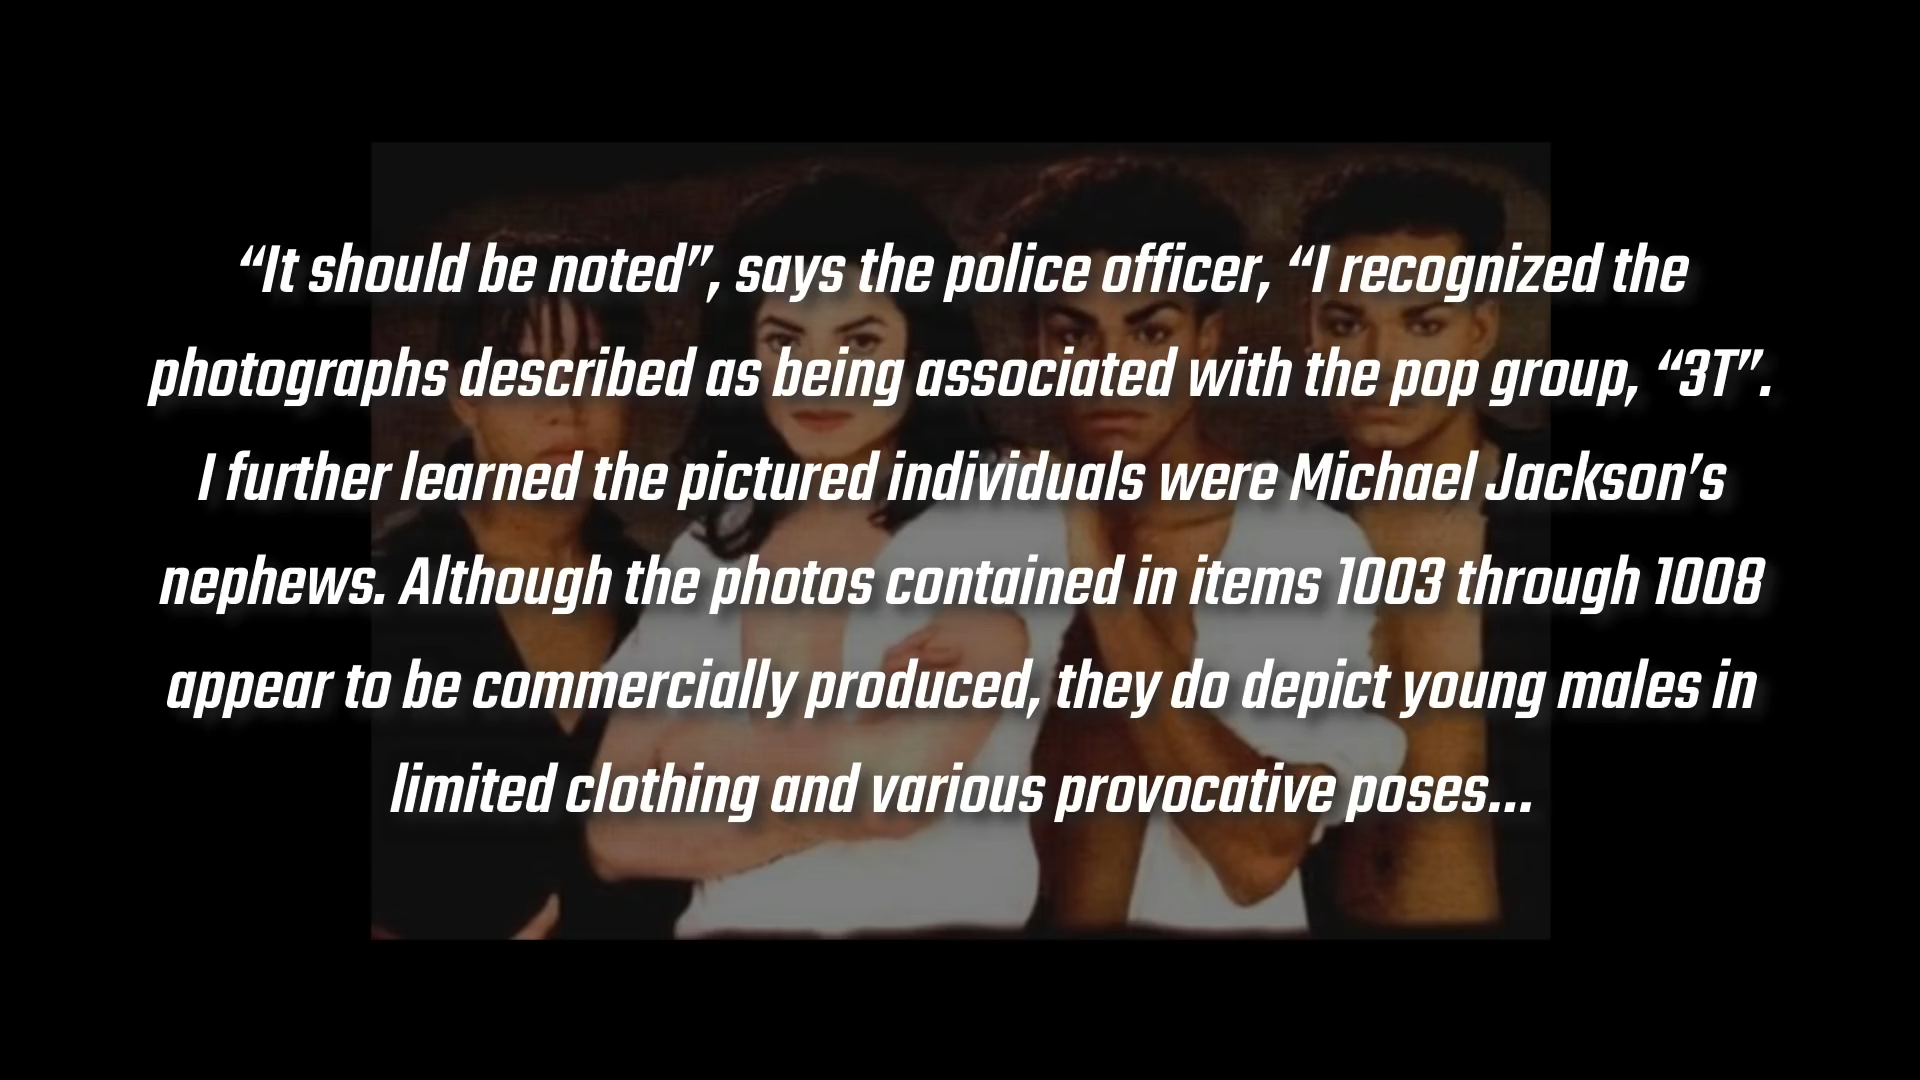 “It should be noted”, says the police officer, “I recognized the
photographs described as being associated with the pop group, “3T”.
I further learned the pictured individuals were Michael Jackson’s
nephews. Although the photos contained in items 1003 through 1008
appear to be commercially produced, they do depict young males in
limited clothing and various provocative poses...